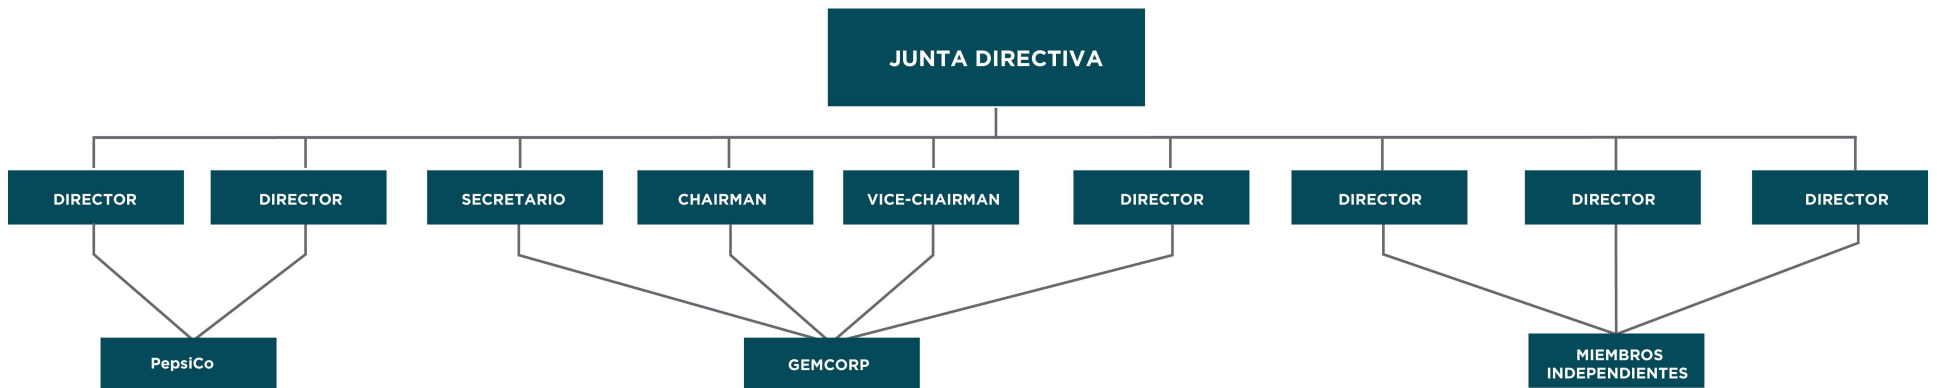 JUNTA DIRECTIVA
DIRECTOR
DIRECTOR
SECRETARIO
CHAIRMAN
VICE-CHAIRMAN
DIRECTOR
DIRECTOR
DIRECTOR
DIRECTOR
PepsiCo
GEMCORP
MIEMBROS
INDEPENDIENTES